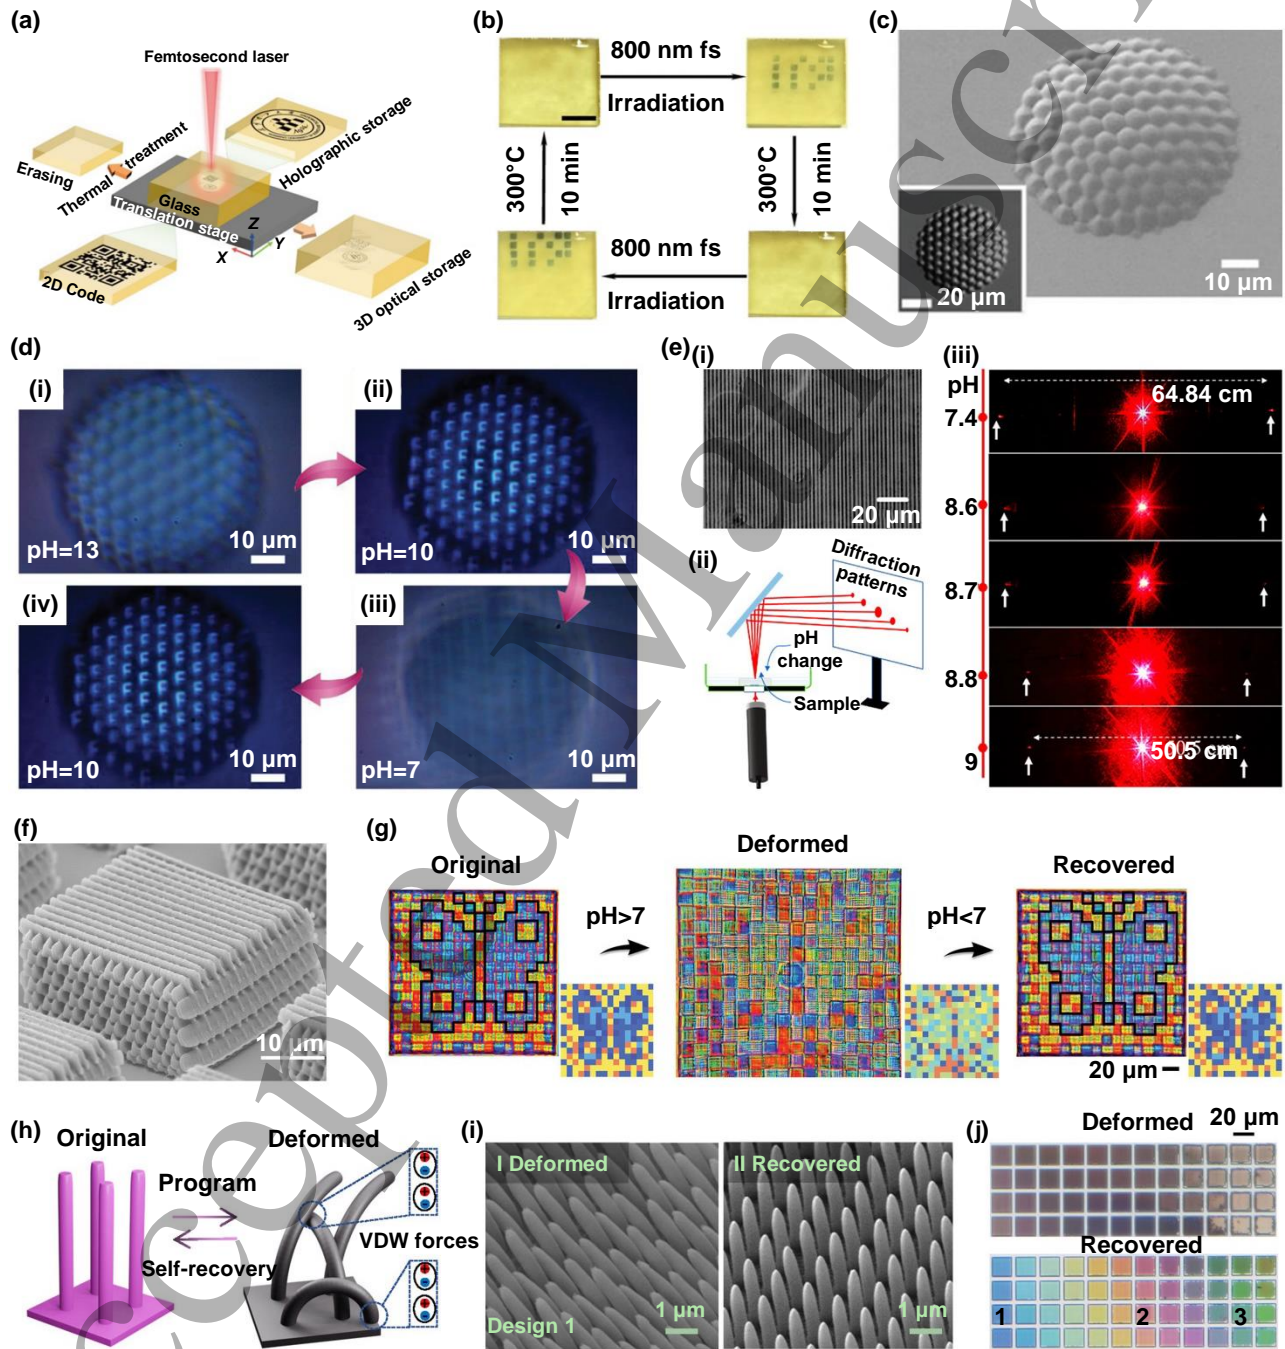 (a)
Femtosecond laser
Erasing
Thermal treatment
Holographic storage
Glass
Translation stage
Z
Y
X
2D Code
3D optical storage
(b)
800 nm fs
Irradiation
300°C
10 min
300°C
10 min
800 nm fs
Irradiation
(c)
20 μm
10 μm
(d)
(i)
pH=13
10 μm
(ii)
pH=10
10 μm
(iv)
pH=10
10 μm
(iii)
pH=7
10 μm
(e)
(i)
20 μm
(ii)
Diffraction
patterns
pH
change
Sample
(iii)
pH
7.4
64.84 cm
8.6
8.7
8.8
9
50.5 cm
(f)
10 μm
(g)
Original
pH>7
Deformed
pH<7
Recovered
20 μm
(h)
Original
Program
Self-recovery
Deformed
VDW forces
(i)
I Deformed
Design 1
1 μm
II Recovered
1 μm
(j)
Deformed
20 μm
Recovered
1
2
3
Accepted Manuscript